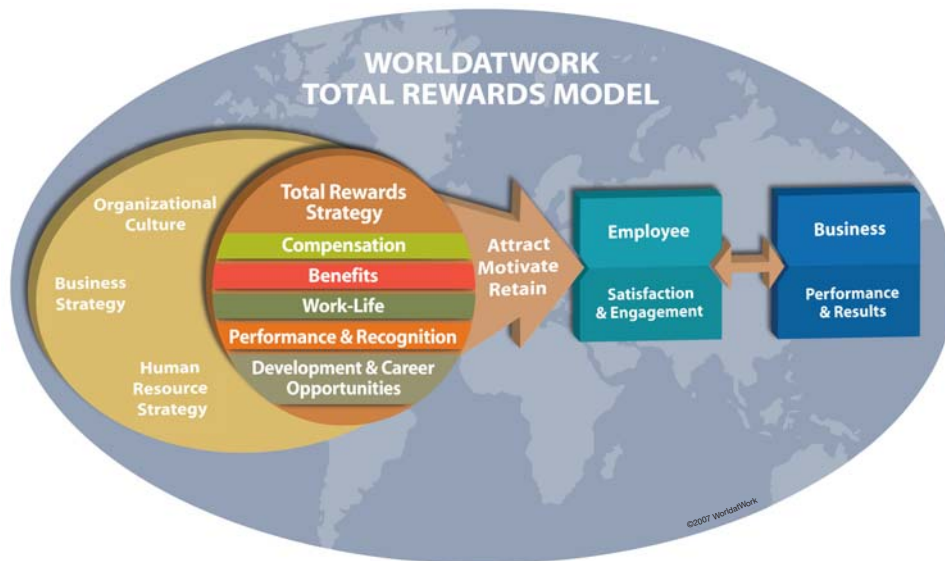 WORLDATWORK
TOTAL REWARDS MODEL
Organizational
Culture
Business
Strategy
Human
Resource
Strategy
Total Rewards
Strategy
Compensation
Benefits
Work-Life
Performance & Recognition
Development & Career
Opportunities
Attract
Motivate
Retain
Employee
Satisfaction
& Engagement
Business
Performance
& Results
©2007 WorldatWork